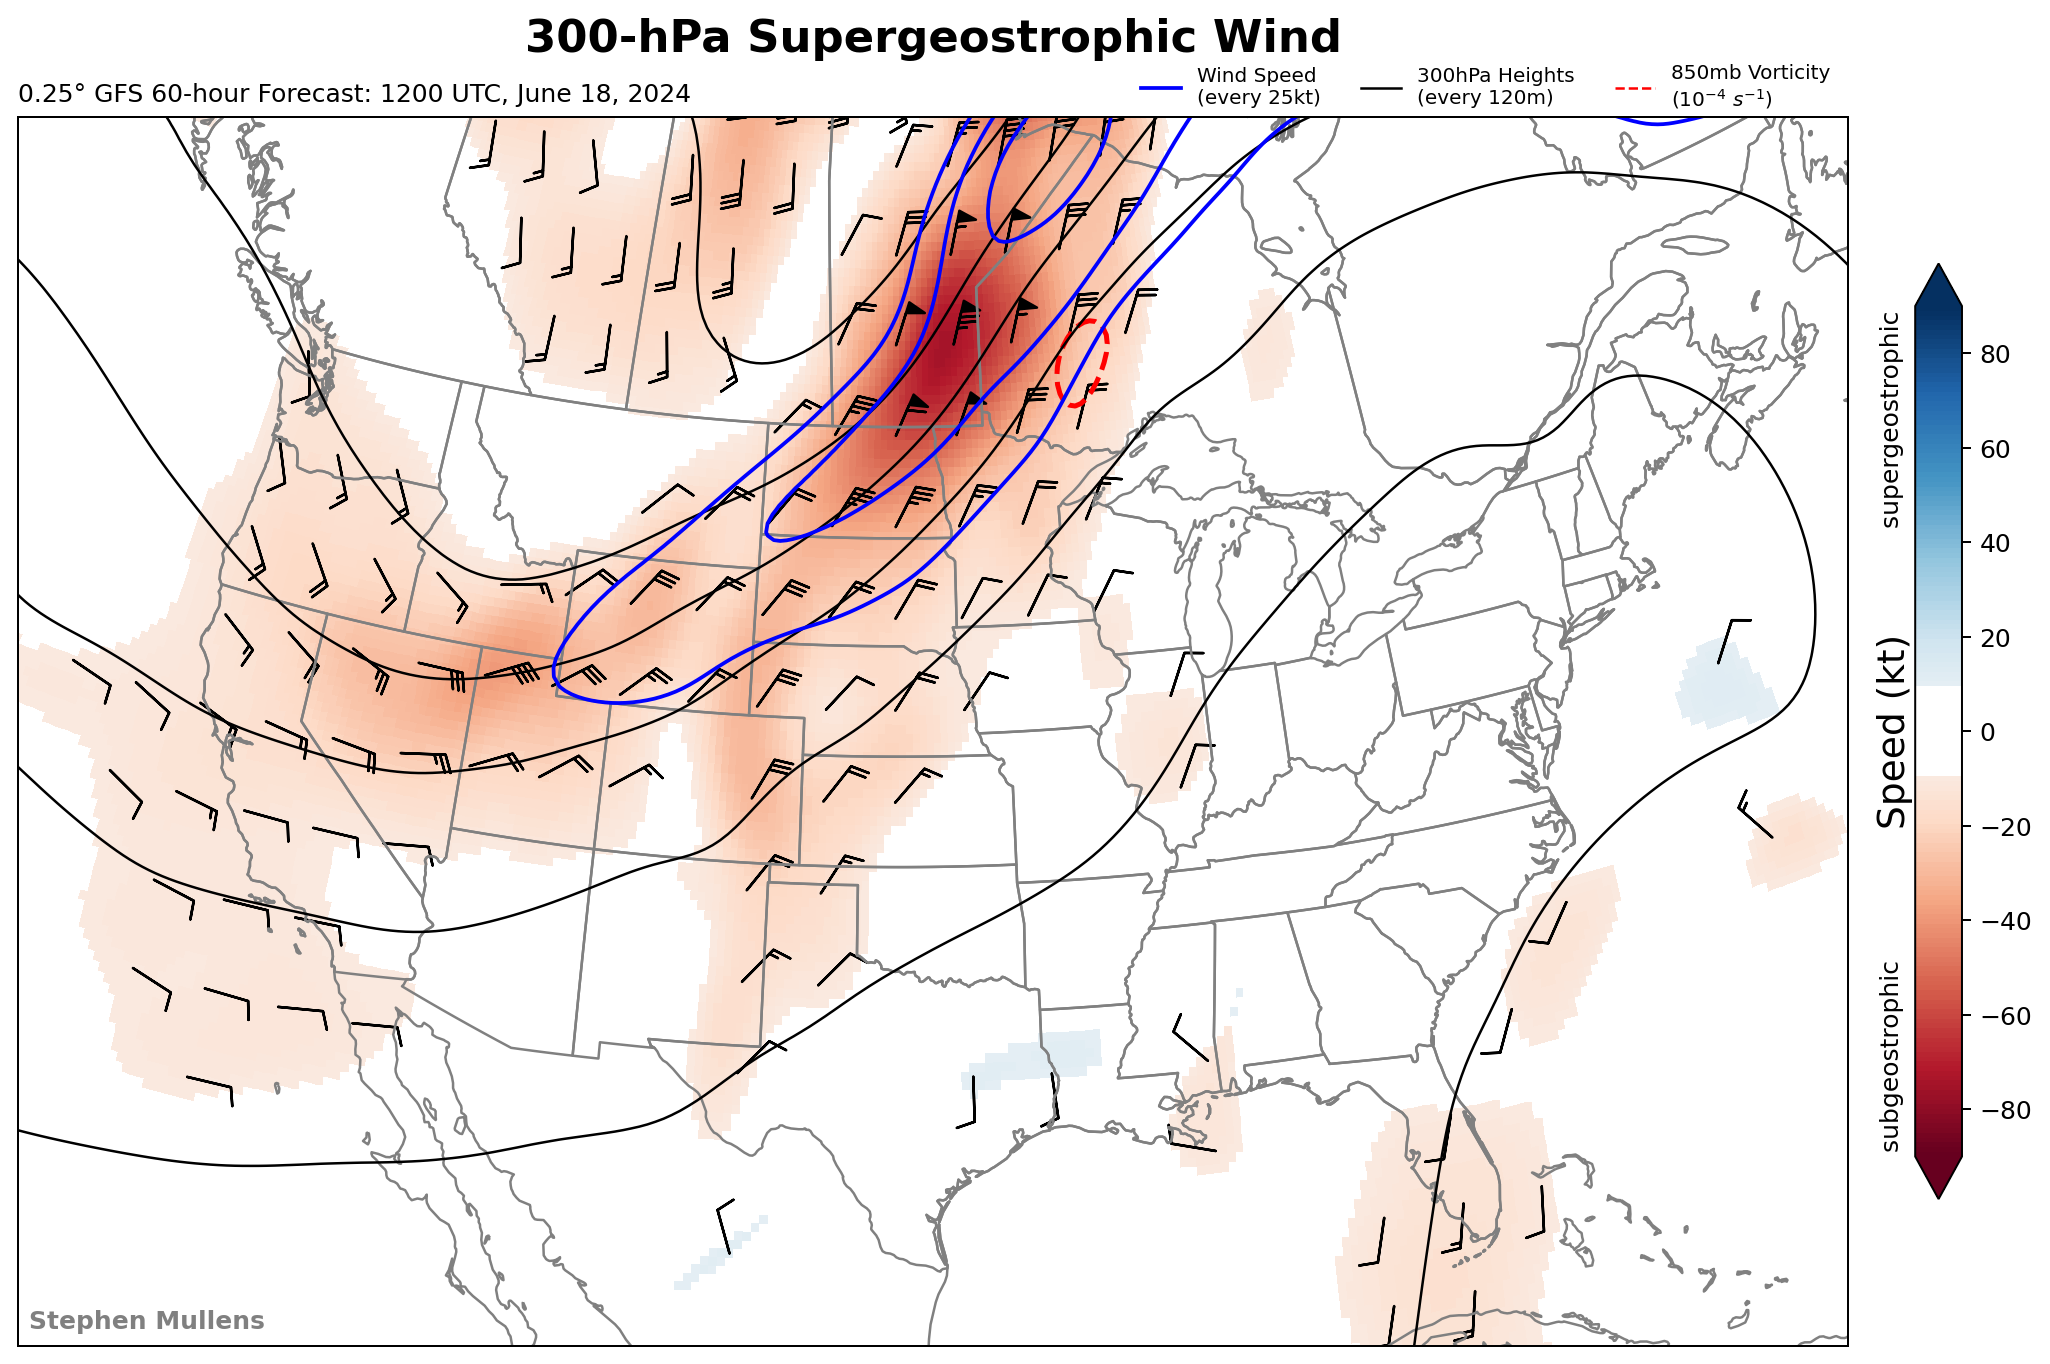 300-hPa Supergeostrophic Wind
0.25° GFS 60-hour Forecast: 1200 UTC, June 18, 2024
Wind Speed
(every 25kt)
300hPa Heights
(every 120m)
850mb Vorticity
(10⁻⁴ s⁻¹)
supergeostrophic
Speed (kt)
subgeostrophic
80
60
40
20
0
−20
−40
−60
−80
Stephen Mullens